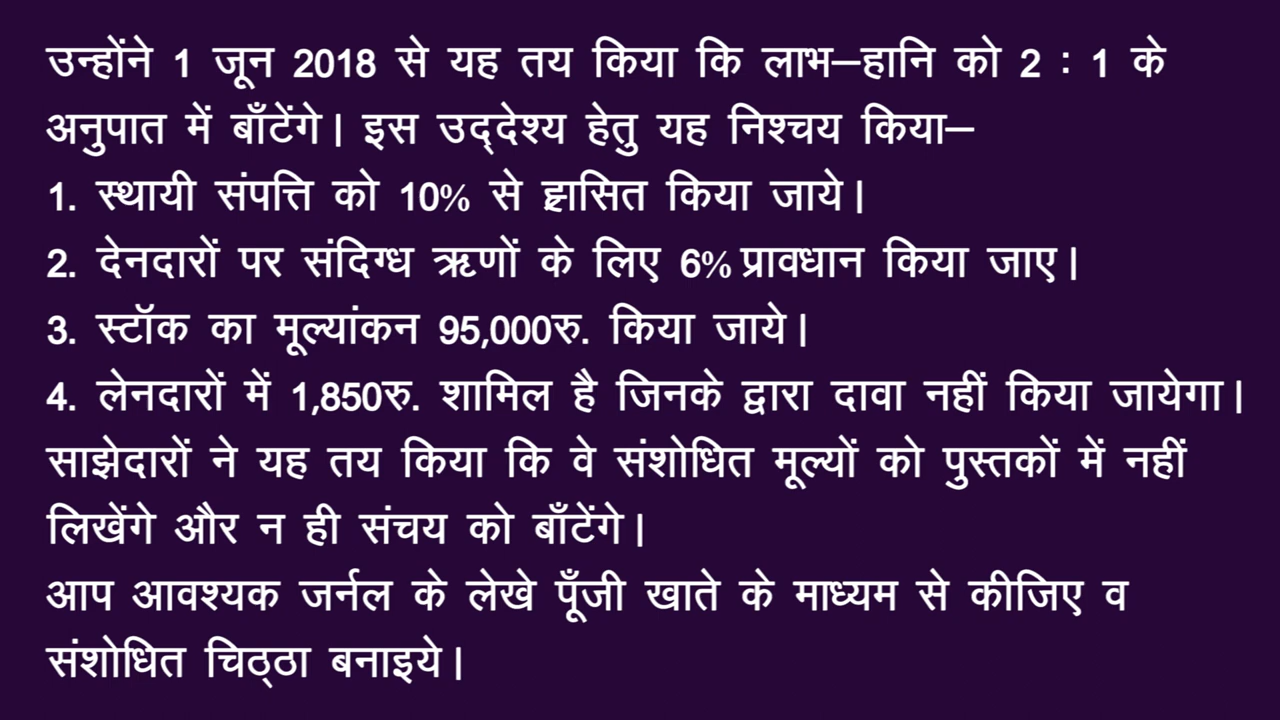 उन्होंने 1 जून 2018 से यह तय किया कि लाभ–हानि को 2 : 1 के
अनुपात में बाँटेंगे। इस उद्देश्य हेतु यह निश्चय किया–
1. स्थायी संपत्ति को 10% से ह्रासित किया जाये।
2. देनदारों पर संदिग्ध ऋणों के लिए 6% प्रावधान किया जाए।
3. स्टॉक का मूल्यांकन 95,000रु. किया जाये।
4. लेनदारों में 1,850रु. शामिल है जिनके द्वारा दावा नहीं किया जायेगा।
साझेदारों ने यह तय किया कि वे संशोधित मूल्यों को पुस्तकों में नहीं
लिखेंगे और न ही संचय को बाँटेंगे।
आप आवश्यक जर्नल के लेखे पूँजी खाते के माध्यम से कीजिए व
संशोधित चिठ्ठा बनाइये।